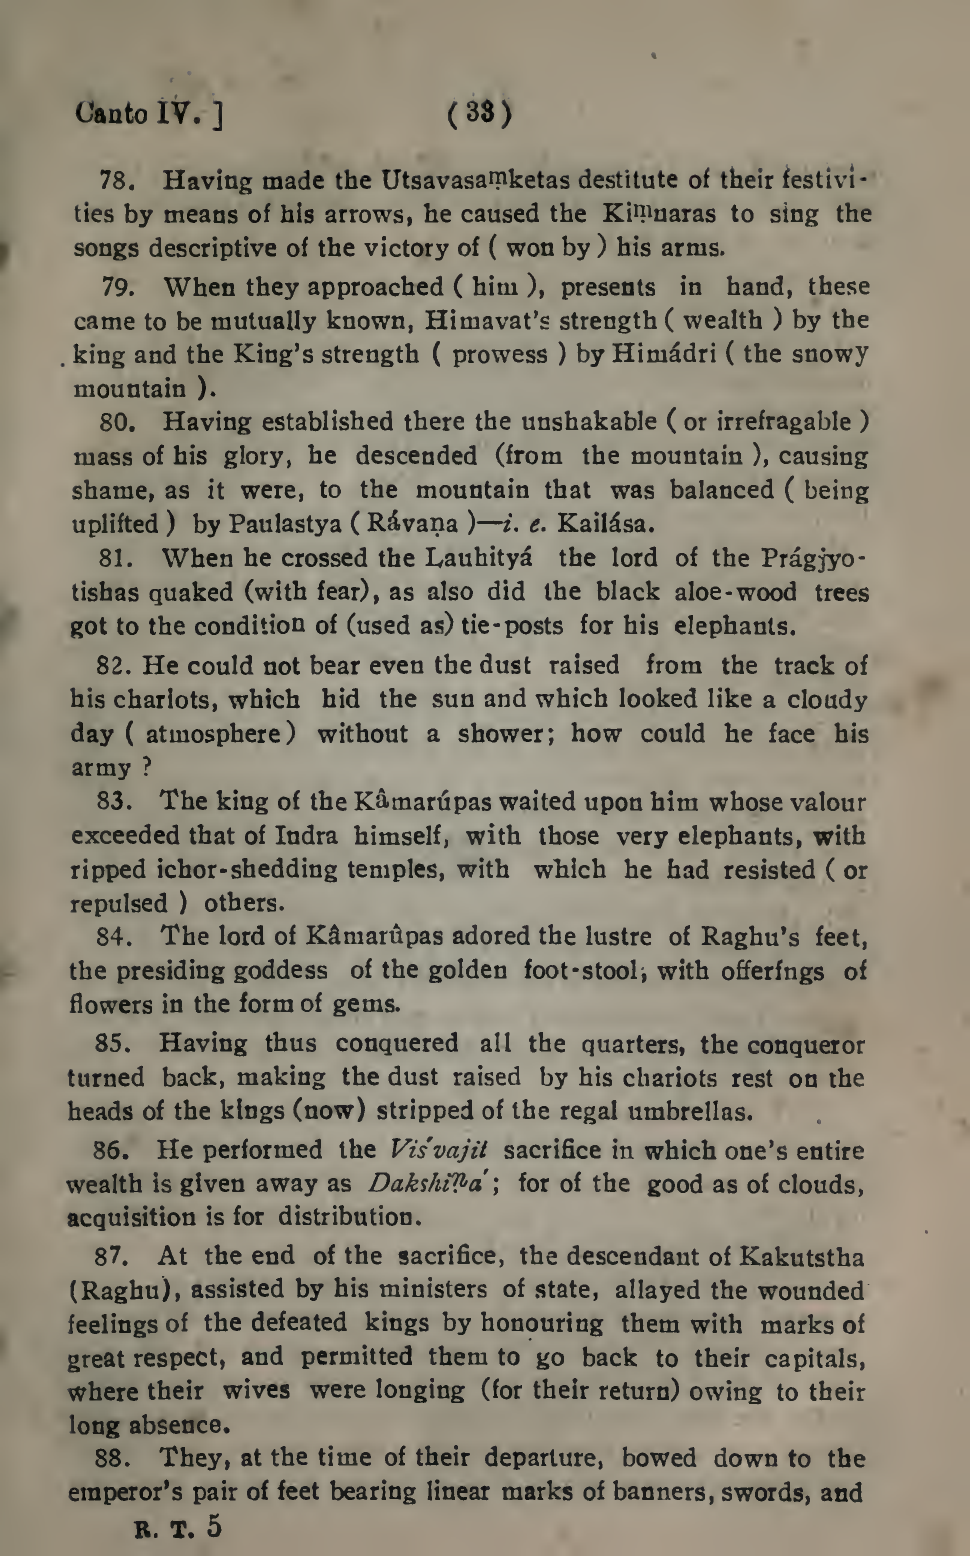 Canto IV. ] ( 33 )
78. Having made the Utsavasaṃketas destitute of their festivi-
ties by means of his arrows, he caused the Kiṃnaras to sing the
songs descriptive of the victory of ( won by ) his arms.
79. When they approached ( him ), presents in hand, these
came to be mutually known, Himavat's strength ( wealth ) by the
king and the King's strength ( prowess ) by Himádri ( the snowy
mountain ).
80. Having established there the unshakable ( or irrefragable )
mass of his glory, he descended (from the mountain ), causing
shame, as it were, to the mountain that was balanced ( being
uplifted ) by Paulastya ( Rávaṇa )—i. e. Kailása.
81. When he crossed the Lauhityá the lord of the Prágjyo-
tishas quaked (with fear), as also did the black aloe-wood trees
got to the condition of (used as) tie-posts for his elephants.
82. He could not bear even the dust raised from the track of
his chariots, which hid the sun and which looked like a cloudy
day ( atmosphere) without a shower; how could he face his
army ?
83. The king of the Kâmarúpas waited upon him whose valour
exceeded that of Indra himself, with those very elephants, with
ripped ichor-shedding temples, with which he had resisted ( or
repulsed ) others.
84. The lord of Kâmarûpas adored the lustre of Raghu's feet,
the presiding goddess of the golden foot-stool; with offerings of
flowers in the form of gems.
85. Having thus conquered all the quarters, the conqueror
turned back, making the dust raised by his chariots rest on the
heads of the kings (now) stripped of the regal umbrellas.
86. He performed the Viśvajit sacrifice in which one's entire
wealth is given away as Dakshiṇá; for of the good as of clouds,
acquisition is for distribution.
87. At the end of the sacrifice, the descendant of Kakutstha
(Raghu), assisted by his ministers of state, allayed the wounded
feelings of the defeated kings by honouring them with marks of
great respect, and permitted them to go back to their capitals,
where their wives were longing (for their return) owing to their
long absence.
88. They, at the time of their departure, bowed down to the
emperor's pair of feet bearing linear marks of banners, swords, and
R. T. 5